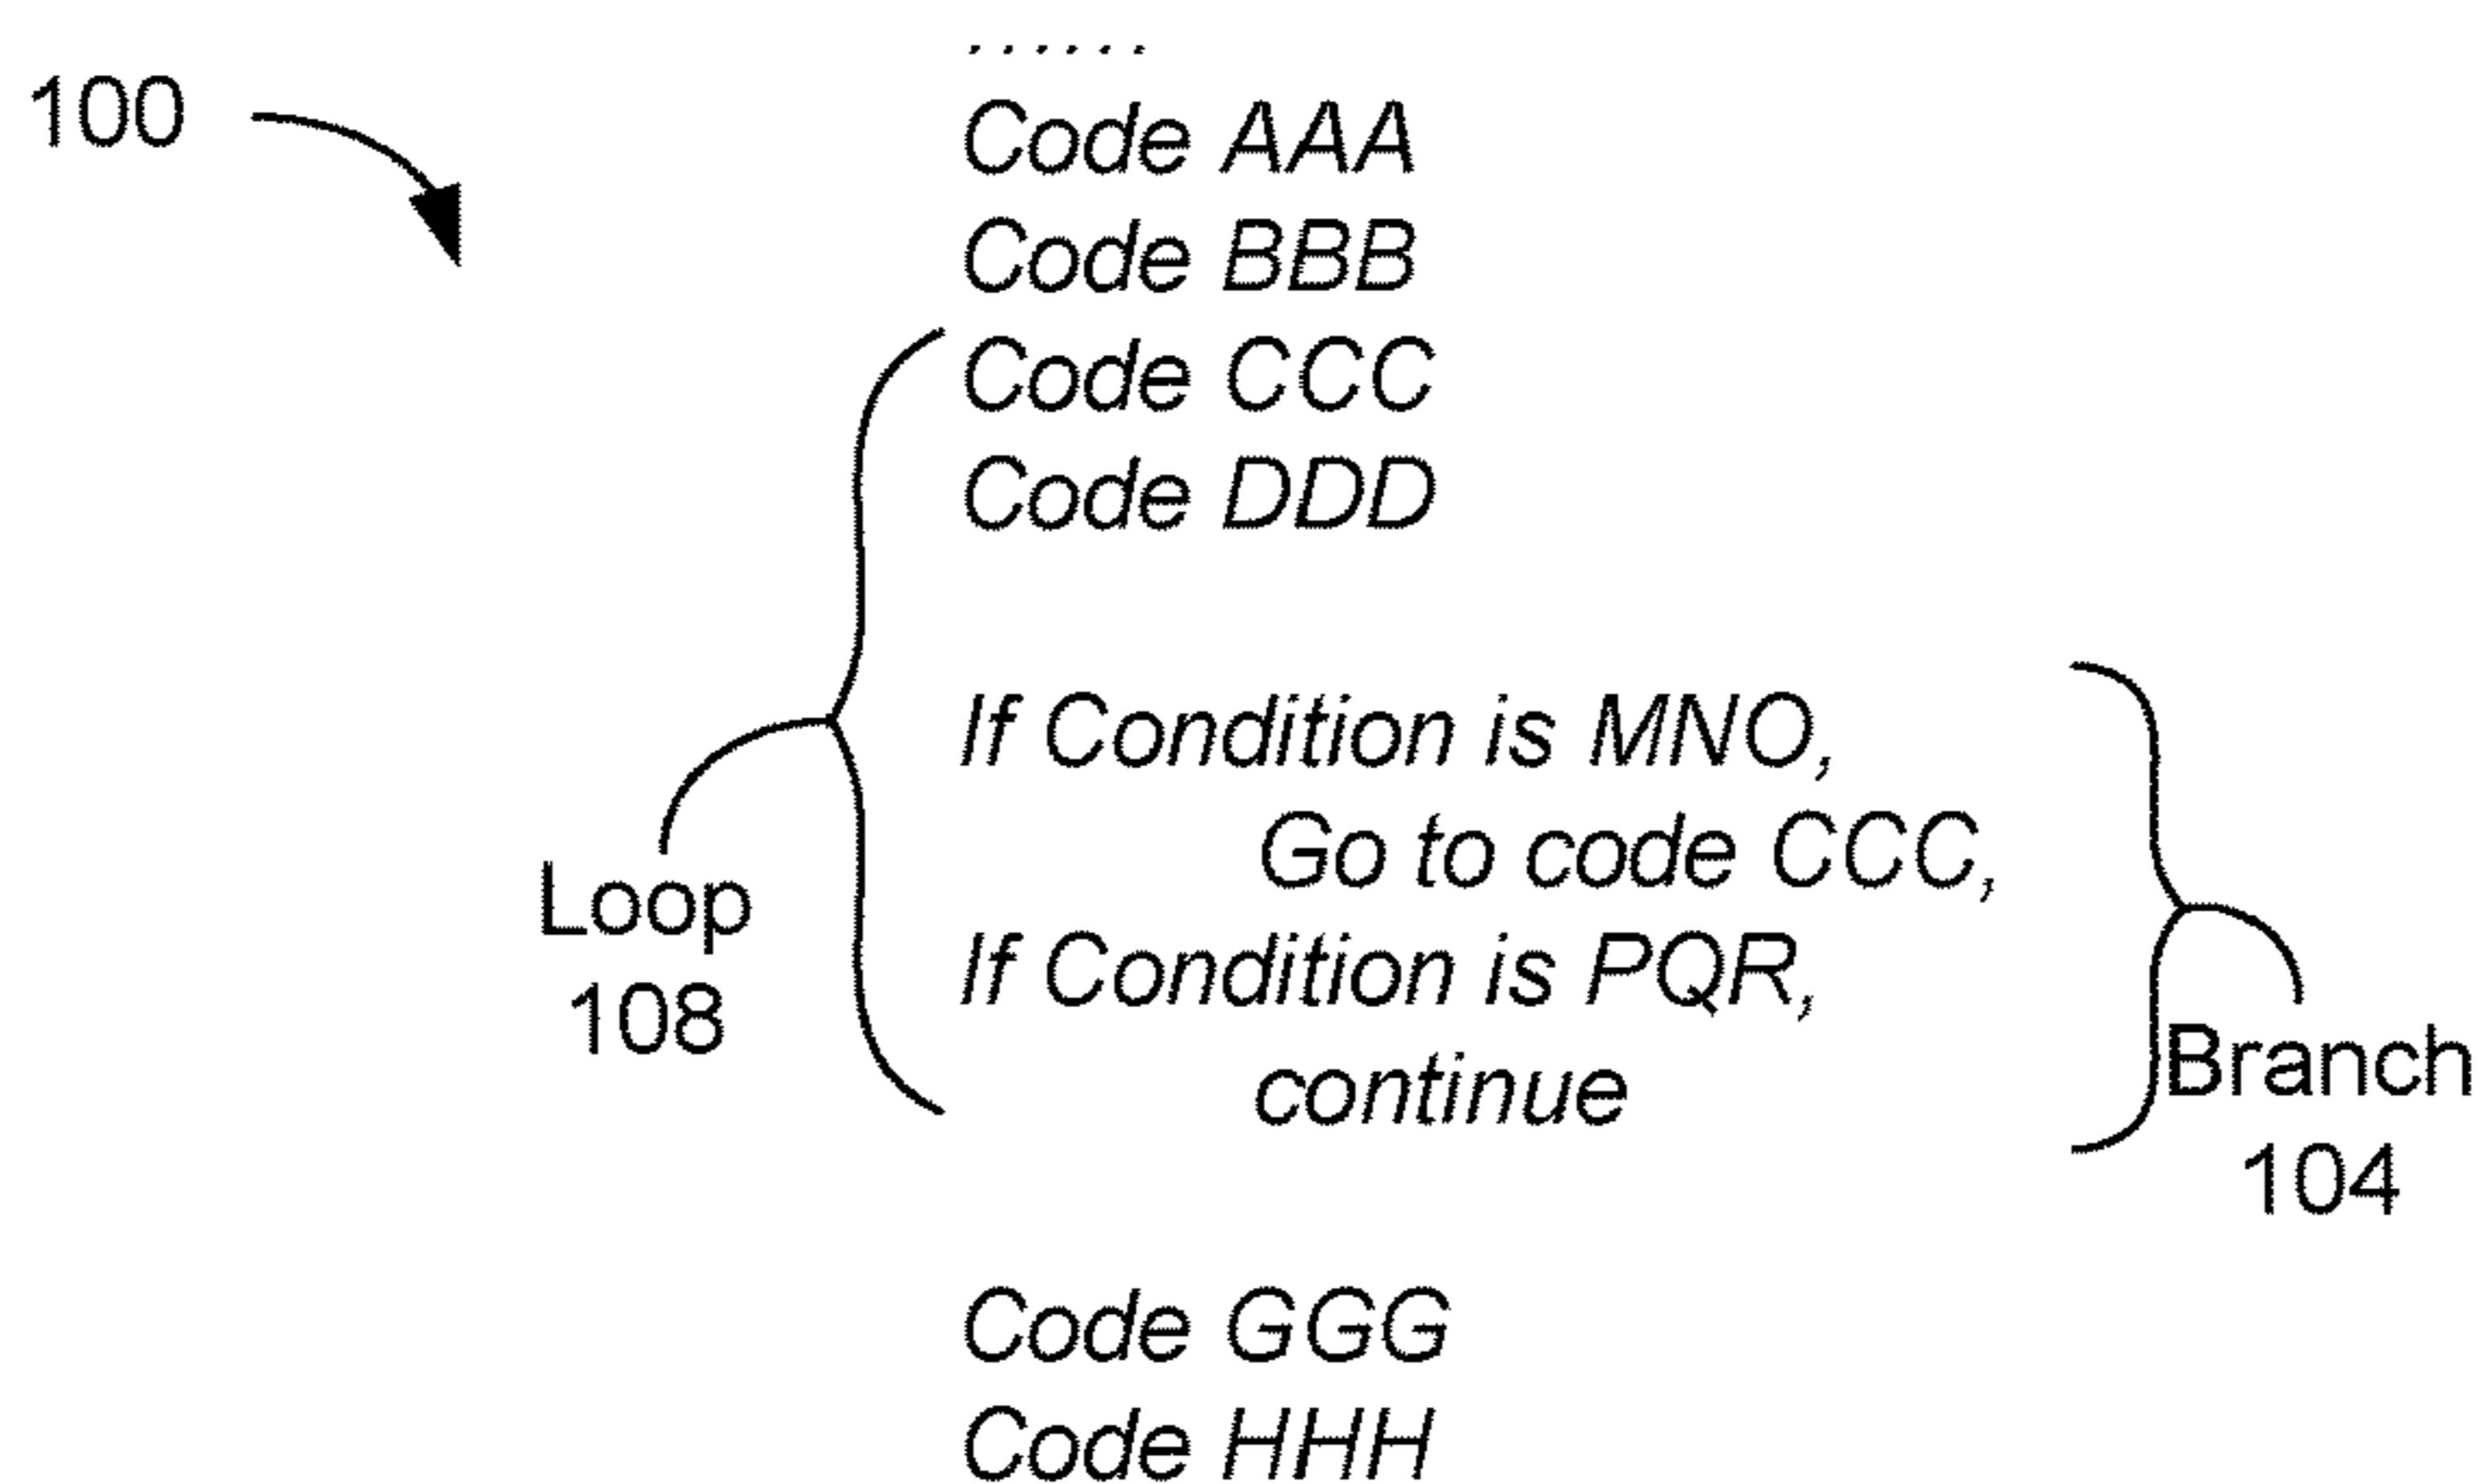 ......
100
Code AAA
Code BBB
Code CCC
Code DDD
If Condition is MNO,
Go to code CCC,
If Condition is PQR,
continue
Loop
108
Branch
104
Code GGG
Code HHH